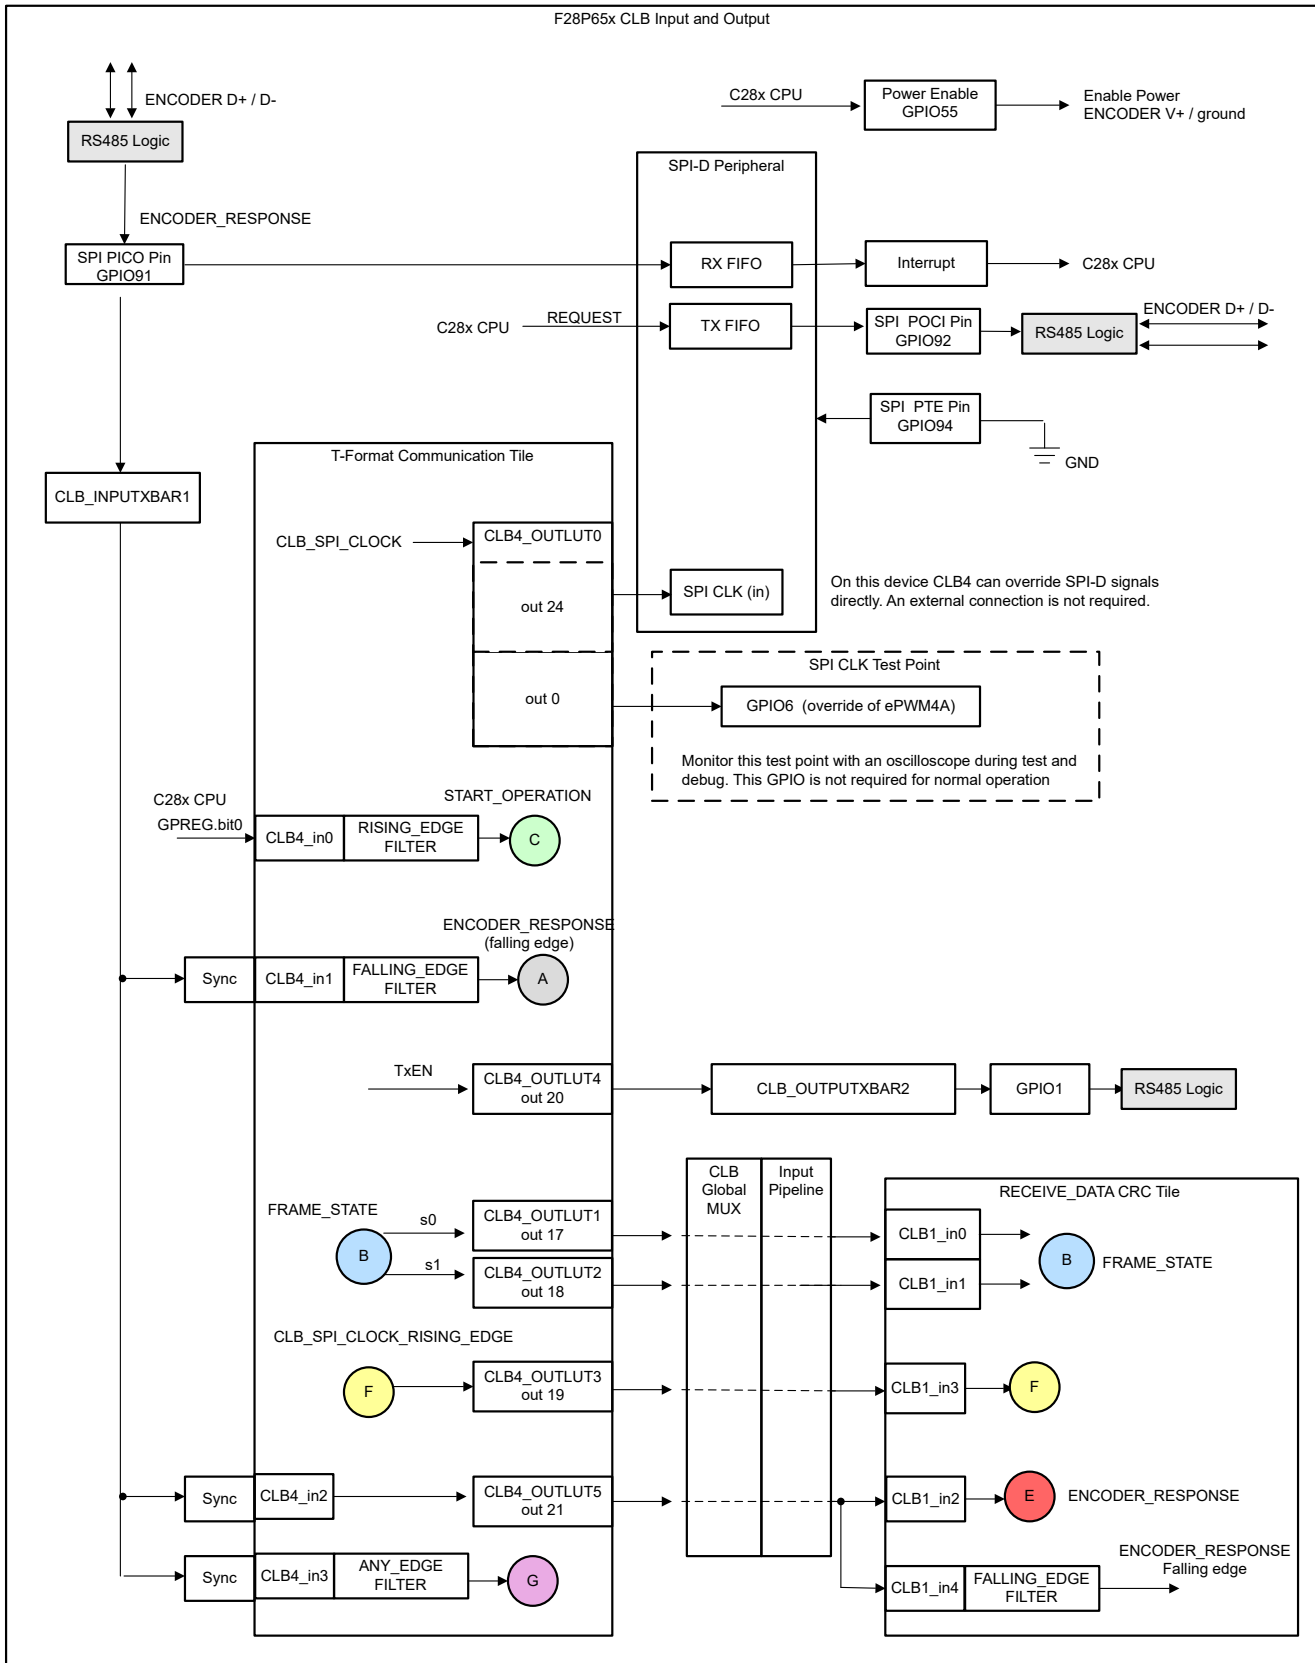 F28P65x CLB Input and Output
ENCODER D+ / D-
RS485 Logic
ENCODER_RESPONSE
SPI PICO Pin
GPIO91
C28x CPU
Power Enable
GPIO55
Enable Power
ENCODER V+ / ground
SPI-D Peripheral
RX FIFO
Interrupt
C28x CPU
C28x CPU
REQUEST
TX FIFO
SPI POCI Pin
GPIO92
RS485 Logic
ENCODER D+ / D-
SPI PTE Pin
GPIO94
GND
CLB_INPUTXBAR1
T-Format Communication Tile
CLB_SPI_CLOCK
CLB4_OUTLUT0
out 24
out 0
SPI CLK (in)
On this device CLB4 can override SPI-D signals
directly. An external connection is not required.
SPI CLK Test Point
GPIO6 (override of ePWM4A)
Monitor this test point with an oscilloscope during test and
debug. This GPIO is not required for normal operation
C28x CPU
GPREG.bit0
CLB4_in0
RISING_EDGE
FILTER
START_OPERATION
C
ENCODER_RESPONSE
(falling edge)
Sync
CLB4_in1
FALLING_EDGE
FILTER
A
TxEN
CLB4_OUTLUT4
out 20
CLB_OUTPUTXBAR2
GPIO1
RS485 Logic
CLB
Global
MUX
Input
Pipeline
RECEIVE_DATA CRC Tile
FRAME_STATE
B
s0
s1
CLB4_OUTLUT1
out 17
CLB4_OUTLUT2
out 18
CLB1_in0
CLB1_in1
B
FRAME_STATE
CLB_SPI_CLOCK_RISING_EDGE
F
CLB4_OUTLUT3
out 19
CLB1_in3
F
Sync
CLB4_in2
CLB4_OUTLUT5
out 21
CLB1_in2
E
ENCODER_RESPONSE
Sync
CLB4_in3
ANY_EDGE
FILTER
G
CLB1_in4
FALLING_EDGE
FILTER
ENCODER_RESPONSE
Falling edge